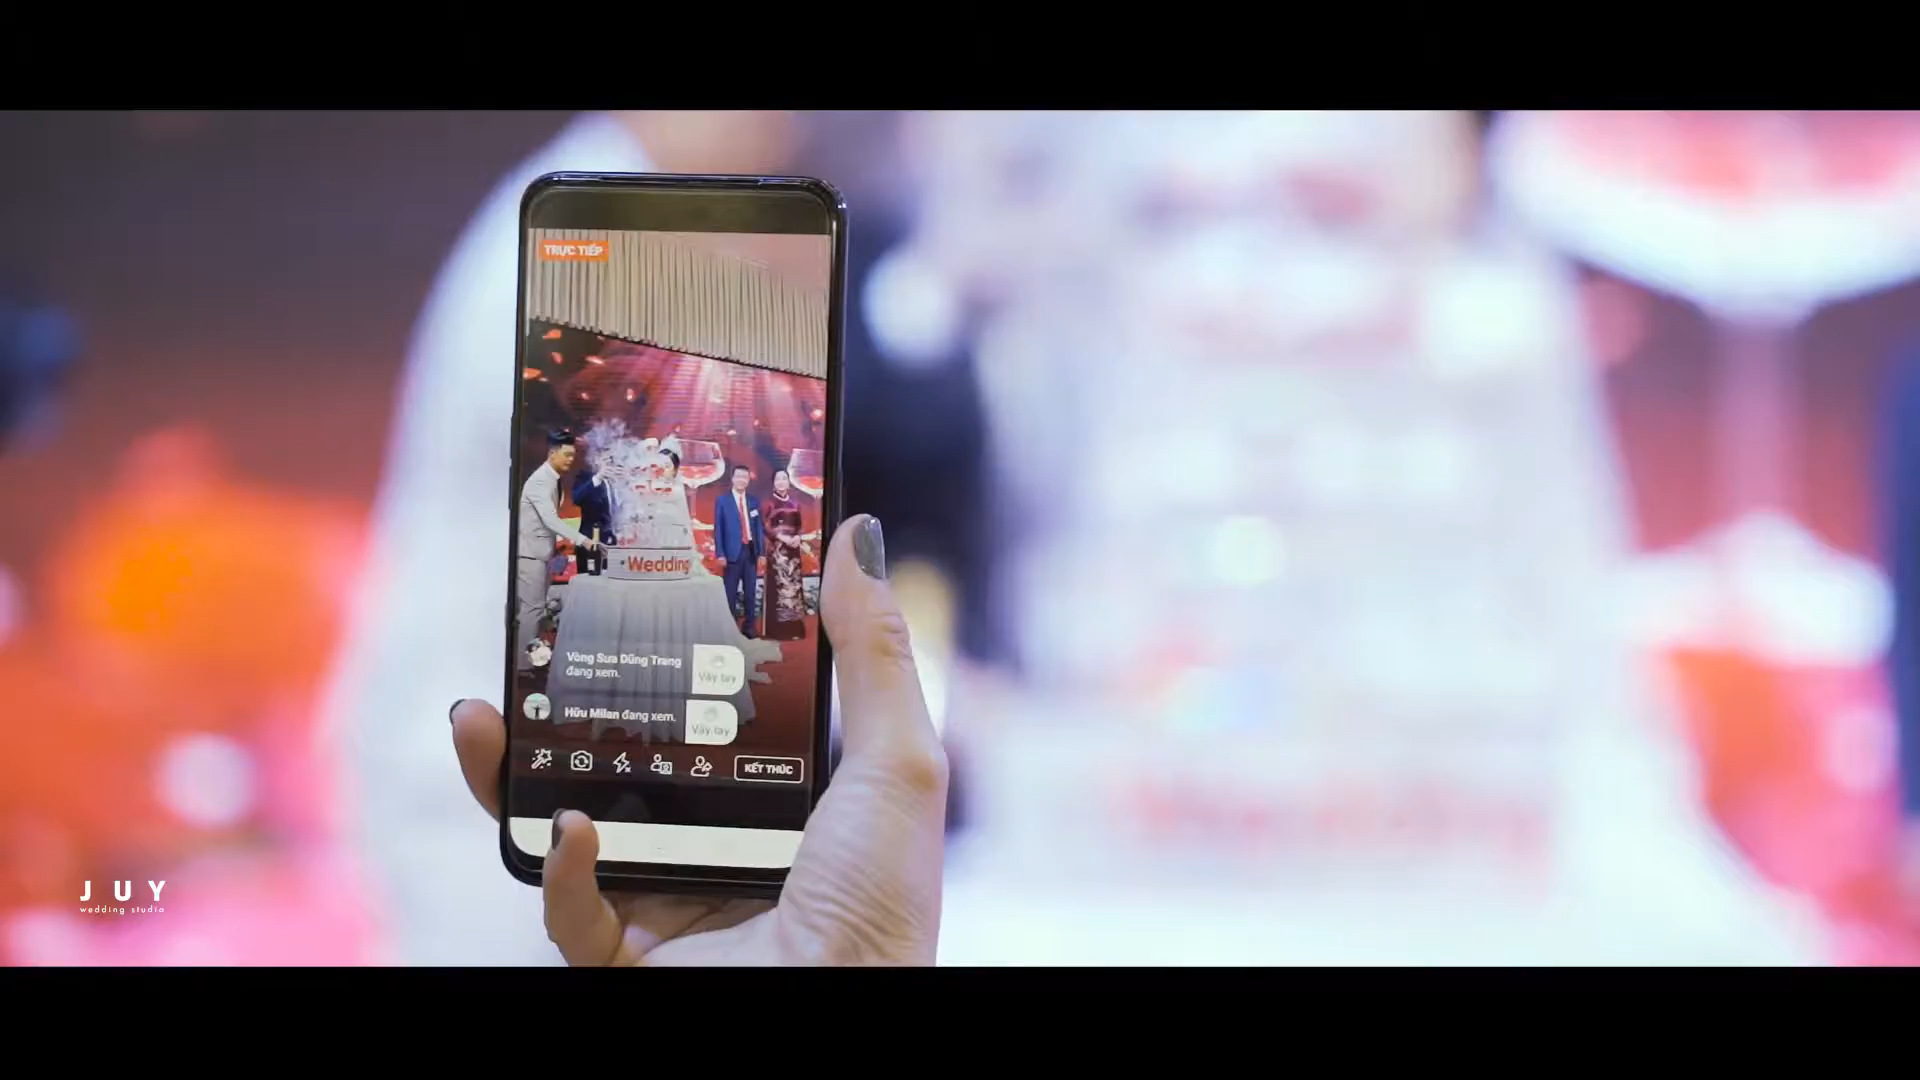 TRỰC TIẾP
Wedding
Vòng Sưa Dũng Trang
đang xem.
Vẫy tay
Hữu Milan đang xem.
Vẫy tay
KẾT THÚC
JUY
wedding studio